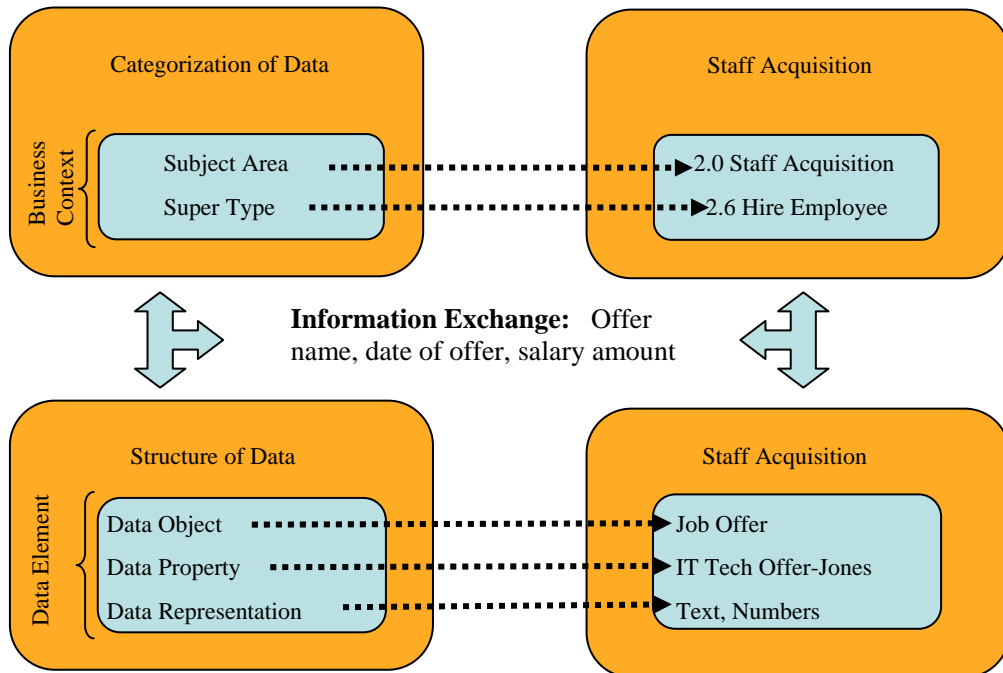 Categorization of Data
Business Context
Subject Area
Super Type
Staff Acquisition
2.0 Staff Acquisition
2.6 Hire Employee
Information Exchange: Offer
name, date of offer, salary amount
Structure of Data
Data Element
Data Object
Data Property
Data Representation
Staff Acquisition
Job Offer
IT Tech Offer-Jones
Text, Numbers